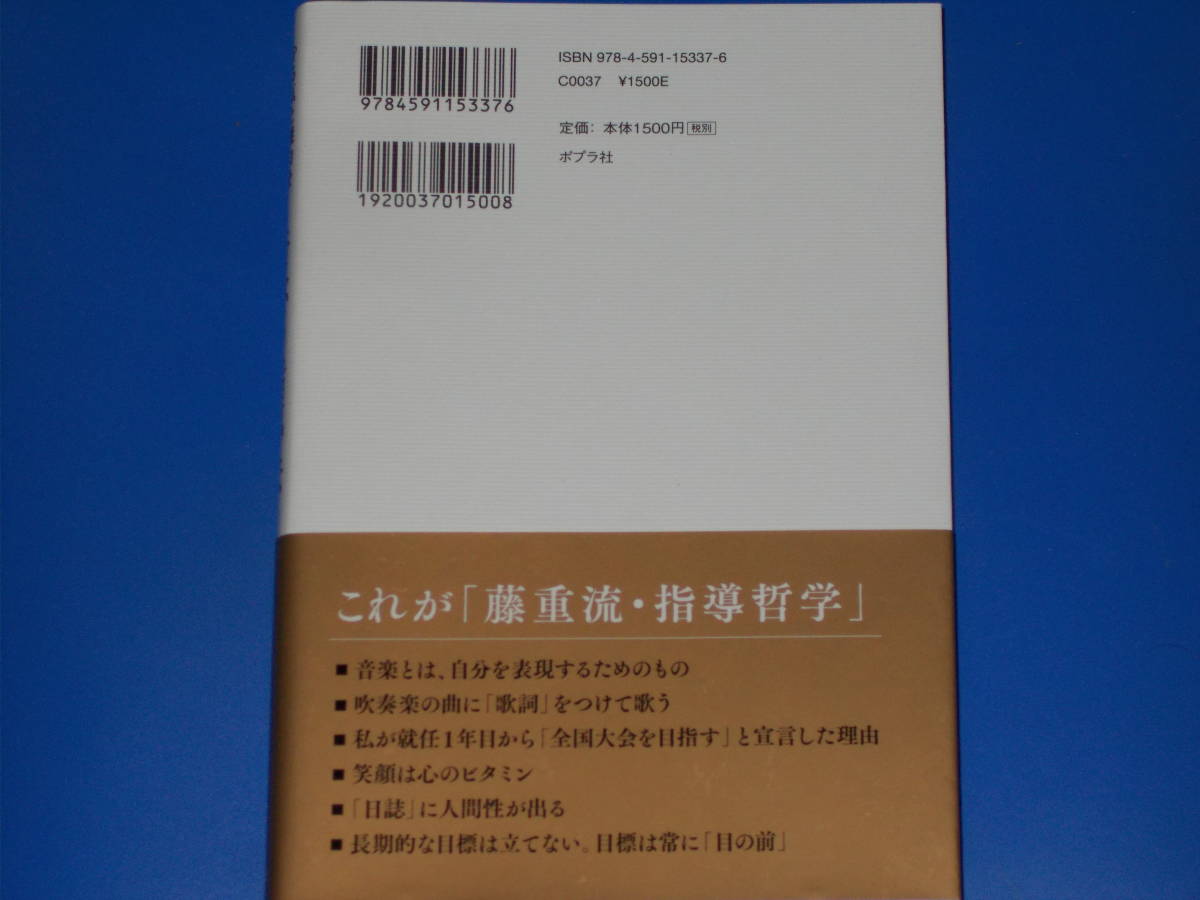 ISBN 978-4-591-15337-6
C0037 ¥1500E
9784591153376
定価：本体1500円 税別
ポプラ社
1920037015008
これが「藤重流・指導哲学」
■ 音楽とは、自分を表現するためのもの
■ 吹奏楽の曲に「歌詞」をつけて歌う
■ 私が就任1年目から「全国大会を目指す」と宣言した理由
■ 笑顔は心のビタミン
■ 「日誌」に人間性が出る
■ 長期的な目標は立てない。目標は常に「目の前」